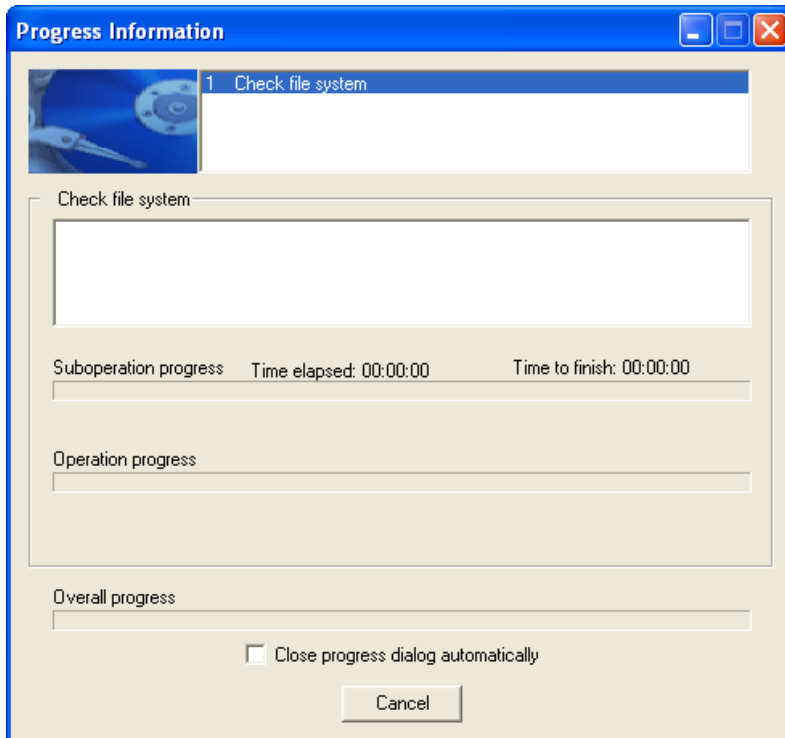 Progress Information
1 Check file system
Check file system
Suboperation progress Time elapsed: 00:00:00 Time to finish: 00:00:00
Operation progress
Overall progress
Close progress dialog automatically
Cancel